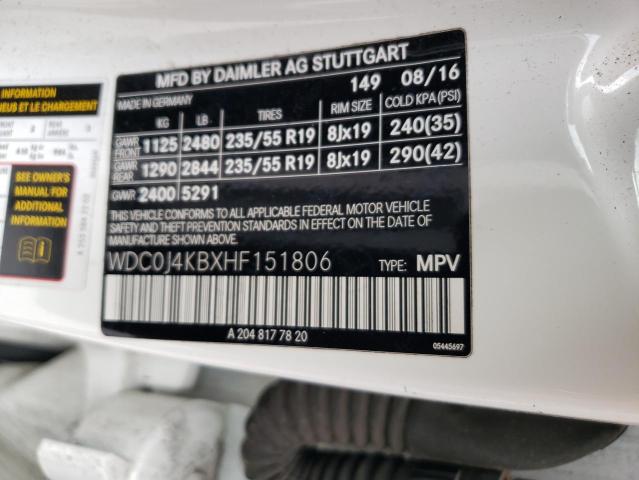 MFD BY DAIMLER AG STUTTGART
149 08/16
MADE IN GERMANY
KG LB TIRES RIM SIZE COLD KPA(PSI)
GAWR FRONT 1125 2480 235/55 R19 8Jx19 240(35)
GAWR REAR 1290 2844 235/55 R19 8Jx19 290(42)
GVWR 2400 5291
THIS VEHICLE CONFORMS TO ALL APPLICABLE FEDERAL MOTOR VEHICLE
SAFETY AND THEFT PREVENTION STANDARDS IN EFFECT ON THE DATE OF
MANUFACTURE SHOWN ABOVE.
WDC0J4KBXHF151806 TYPE: MPV
A 204 817 78 20
05445697
INFORMATION
ET LE CHARGEMENT
SEE OWNER'S
MANUAL FOR
ADDITIONAL
INFORMATION